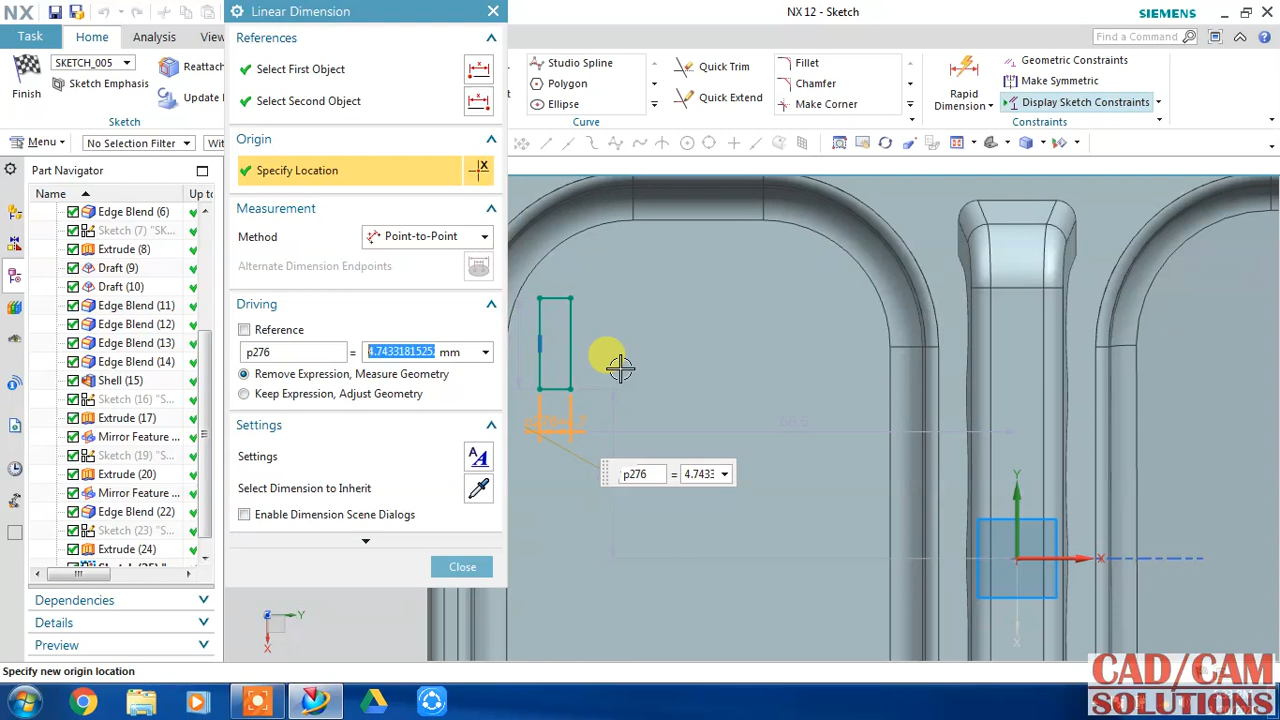 NX
Linear Dimension
NX 12 - Sketch
SIEMENS
Task
Home
Analysis
View
Find a Command
Finish
SKETCH_005
Sketch Emphasis
Reattach
Update
Sketch
References
Select First Object
Select Second Object
Studio Spline
Polygon
Ellipse
Quick Trim
Quick Extend
Fillet
Chamfer
Make Corner
Curve
Rapid
Dimension
Geometric Constraints
Make Symmetric
Display Sketch Constraints
Constraints
Menu
No Selection Filter
Wit
Origin
Specify Location
Measurement
Method
Point-to-Point
Alternate Dimension Endpoints
Driving
Reference
p276 = 4.7433181525 mm
Remove Expression, Measure Geometry
Keep Expression, Adjust Geometry
Settings
Settings
Select Dimension to Inherit
Enable Dimension Scene Dialogs
Close
Part Navigator
Name
Up to
Edge Blend (6)
Sketch (7) "SK...
Extrude (8)
Draft (9)
Draft (10)
Edge Blend (11)
Edge Blend (12)
Edge Blend (13)
Edge Blend (14)
Shell (15)
Sketch (16) "S...
Extrude (17)
Mirror Feature ...
Sketch (19) "S...
Extrude (20)
Mirror Feature ...
Edge Blend (22)
Sketch (23) "S...
Extrude (24)
Dependencies
Details
Preview
p276 = 4.7433
68.5
Y
X
X
Y
X
Specify new origin location
CAD/CAM
SOLUTIONS